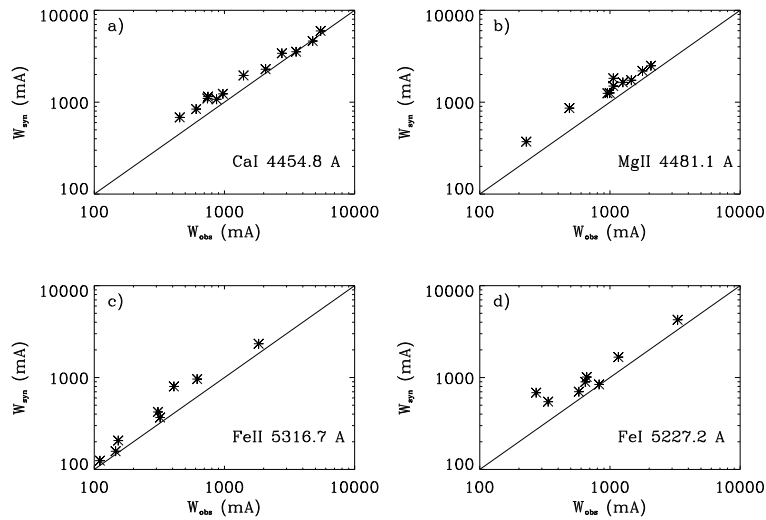 a)
10000
1000
100
W_syn (mA)
CaI 4454.8 A
100 1000 10000
W_obs (mA)
b)
10000
1000
100
W_syn (mA)
MgII 4481.1 A
100 1000 10000
W_obs (mA)
c)
10000
1000
100
W_syn (mA)
FeII 5316.7 A
100 1000 10000
W_obs (mA)
d)
10000
1000
100
W_syn (mA)
FeI 5227.2 A
100 1000 10000
W_obs (mA)